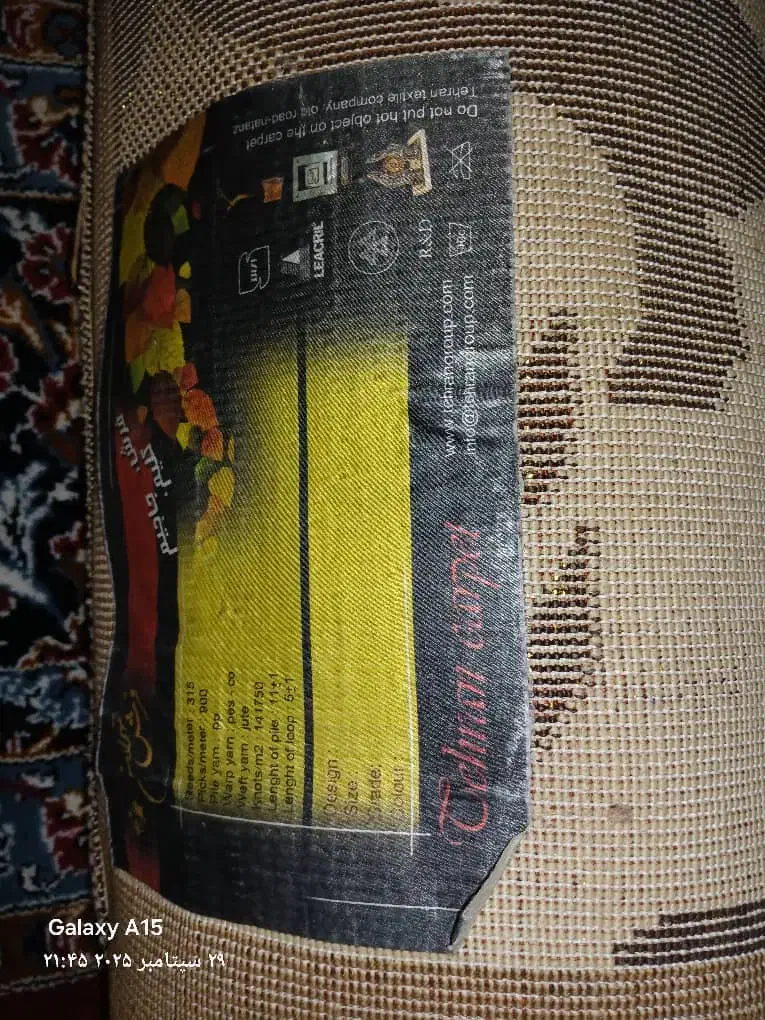 Reeds/meter : 315
Picks/meter : 900
Pile yarn : pp
Warp yarn : pes - co
Weft yarn : jute
Knots/m2 : 141750
Lenght of pile : 11±1
Lenght of loop : 5±1
Design :
Size :
Grade:
Colour :
Tehran carpet
www.tehrangroup.com
info@tehrangroup.com
LEACRIL
R&D
Do not put hot object on the carpet
Tehran textile company: old road-natanz
Galaxy A15
۲۹ سپتامبر ۲۰۲۵ ۲۱:۴۵